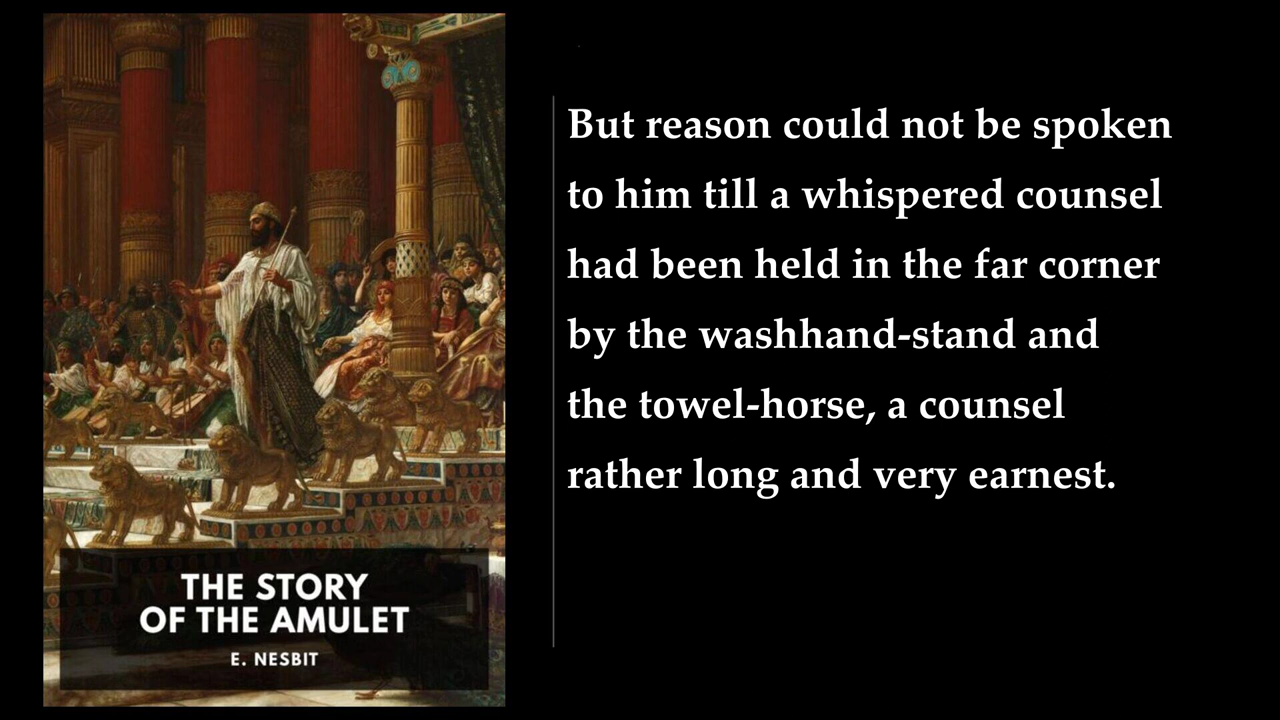 But reason could not be spoken
to him till a whispered counsel
had been held in the far corner
by the washhand-stand and
the towel-horse, a counsel
rather long and very earnest.
THE STORY
OF THE AMULET
E. NESBIT